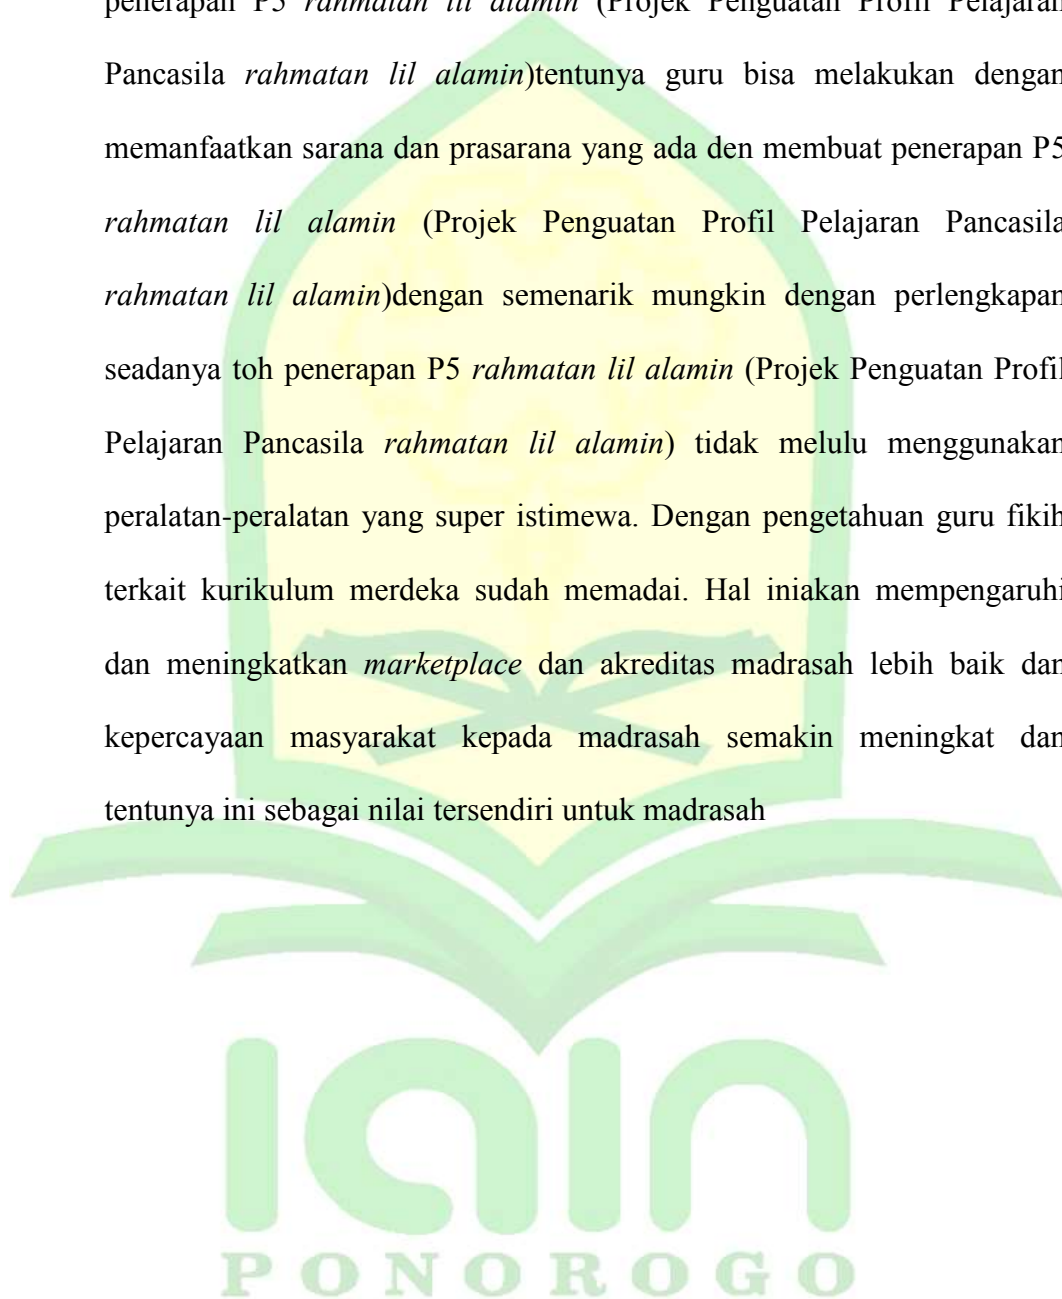 penerapan P5 rahmatan lil alamin (Projek Penguatan Profil Pelajaran
Pancasila rahmatan lil alamin)tentunya guru bisa melakukan dengan
memanfaatkan sarana dan prasarana yang ada den membuat penerapan P5
rahmatan lil alamin (Projek Penguatan Profil Pelajaran Pancasila
rahmatan lil alamin)dengan semenarik mungkin dengan perlengkapan
seadanya toh penerapan P5 rahmatan lil alamin (Projek Penguatan Profil
Pelajaran Pancasila rahmatan lil alamin) tidak melulu menggunakan
peralatan-peralatan yang super istimewa. Dengan pengetahuan guru fikih
terkait kurikulum merdeka sudah memadai. Hal iniakan mempengaruhi
dan meningkatkan marketplace dan akreditas madrasah lebih baik dan
kepercayaan masyarakat kepada madrasah semakin meningkat dan
tentunya ini sebagai nilai tersendiri untuk madrasah
IAIN
PONOROGO